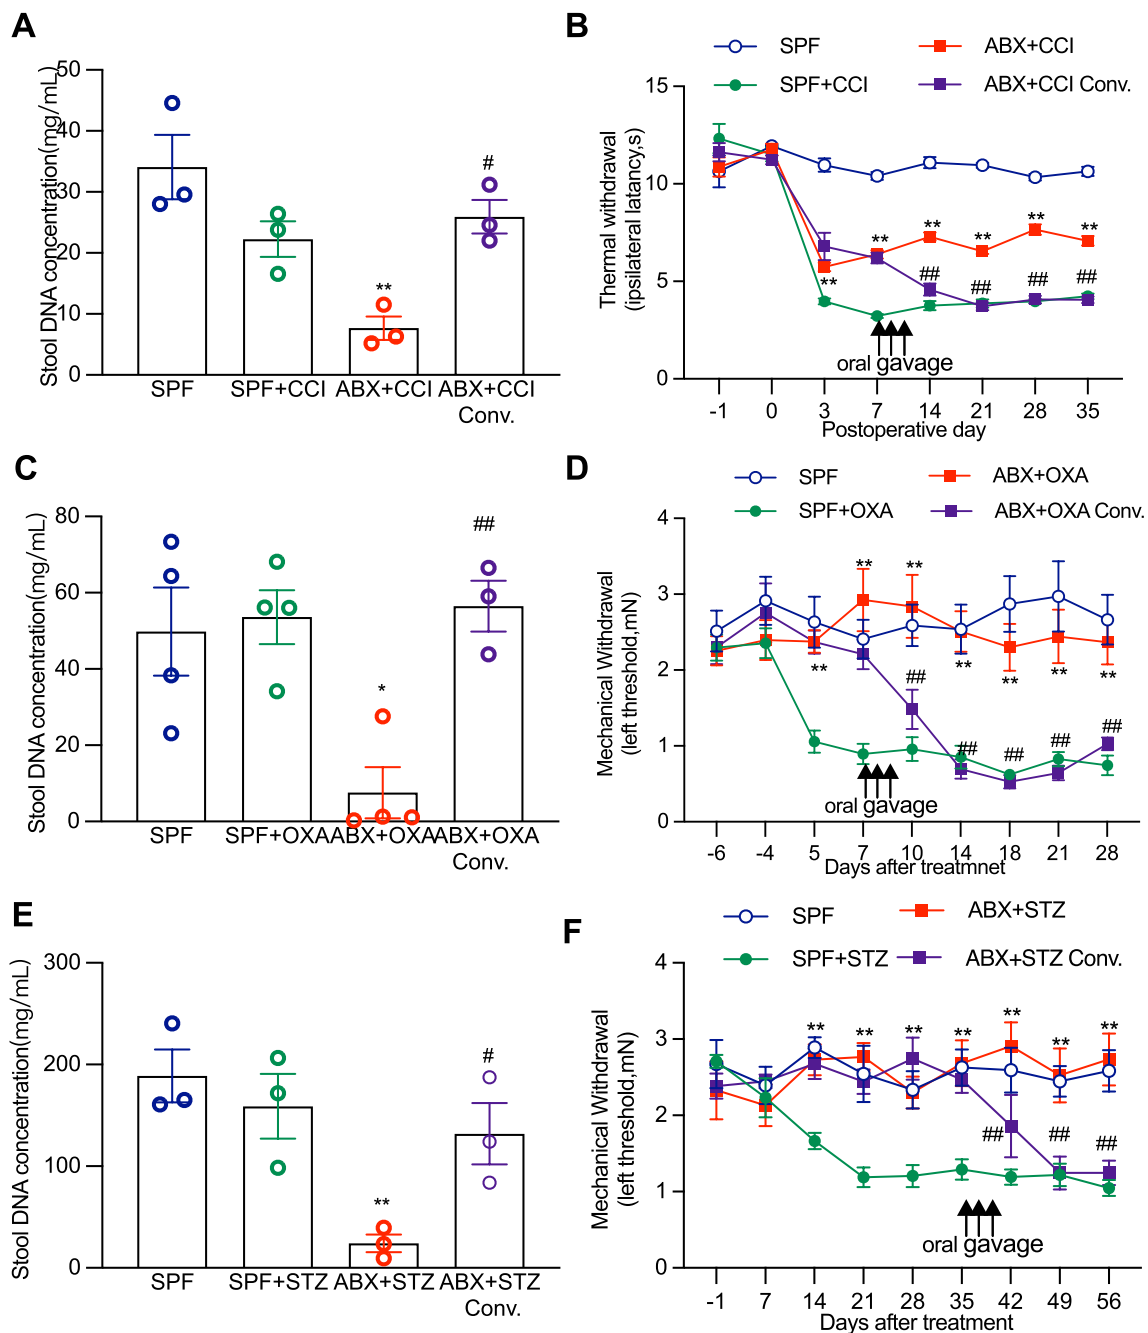 A
Stool DNA concentration(mg/mL)
50
40
30
20
10
0
**
#
SPF
SPF+CCI
ABX+CCI
ABX+CCI
Conv.
B
SPF
ABX+CCI
SPF+CCI
ABX+CCI Conv.
Thermal withdrawal
(ipsilateral latancy,s)
15
10
5
0
**
**
**
**
**
**
##
##
##
##
oral gavage
-1
0
3
7
14
21
28
35
Postoperative day
C
Stool DNA concentration(mg/mL)
80
60
40
20
0
*
##
SPF
SPF+OXA
ABX+OXA
ABX+OXA
Conv.
D
SPF
ABX+OXA
SPF+OXA
ABX+OXA Conv.
Mechanical Withdrawal
(left threshold,mN)
4
3
2
1
0
**
**
**
**
**
**
**
##
##
##
##
##
oral gavage
-6
-4
5
7
10
14
18
21
28
Days after treatmnet
E
Stool DNA concentration(mg/mL)
300
200
100
0
**
#
SPF
SPF+STZ
ABX+STZ
ABX+STZ
Conv.
F
SPF
ABX+STZ
SPF+STZ
ABX+STZ Conv.
Mechanical Withdrawal
(left threshold,mN)
4
3
2
1
0
**
**
**
**
**
**
**
##
##
##
oral gavage
-1
7
14
21
28
35
42
49
56
Days after treatment